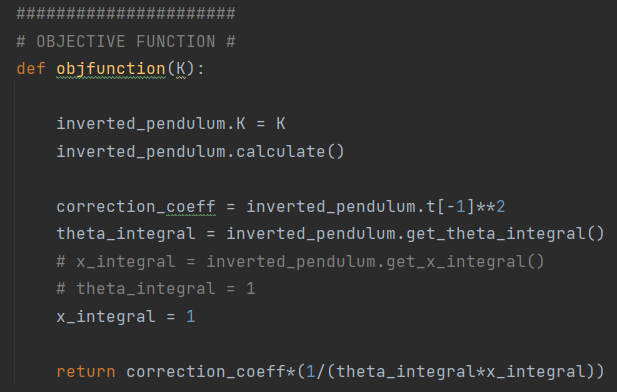 ######################
# OBJECTIVE FUNCTION #
def objfunction(K):
inverted_pendulum.K = K
inverted_pendulum.calculate()
correction_coeff = inverted_pendulum.t[-1]**2
theta_integral = inverted_pendulum.get_theta_integral()
# x_integral = inverted_pendulum.get_x_integral()
# theta_integral = 1
x_integral = 1
return correction_coeff*(1/(theta_integral*x_integral))